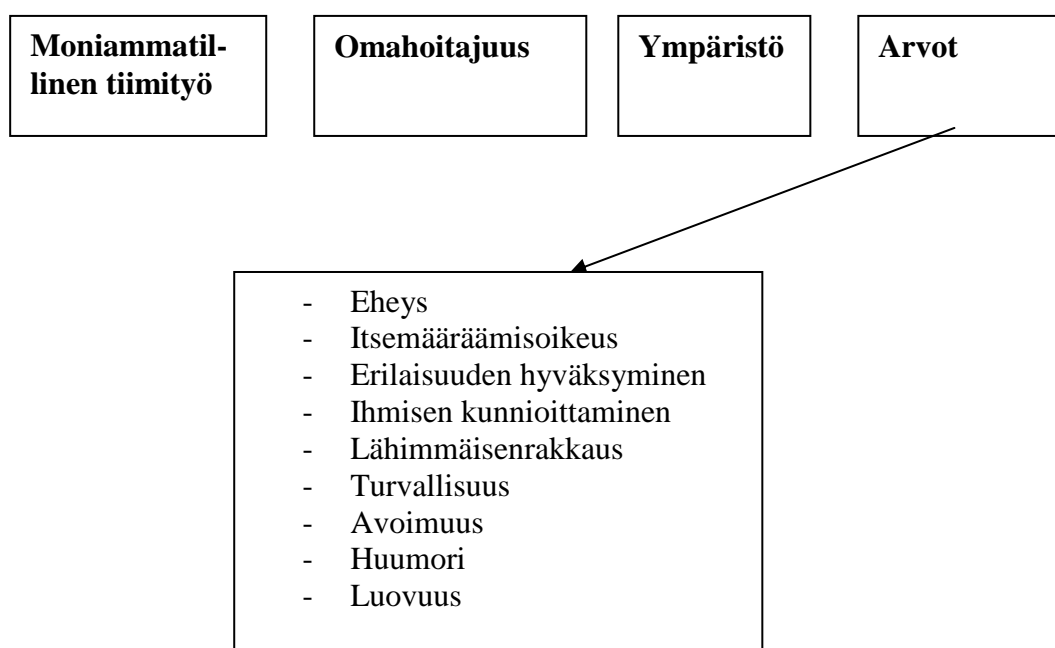 Moniammatil-
linen tiimityö
Omahoitajuus
Ympäristö
Arvot
- Eheys
- Itsemääräämisoikeus
- Erilaisuuden hyväksyminen
- Ihmisen kunnioittaminen
- Lähimmäisenrakkaus
- Turvallisuus
- Avoimuus
- Huumori
- Luovuus